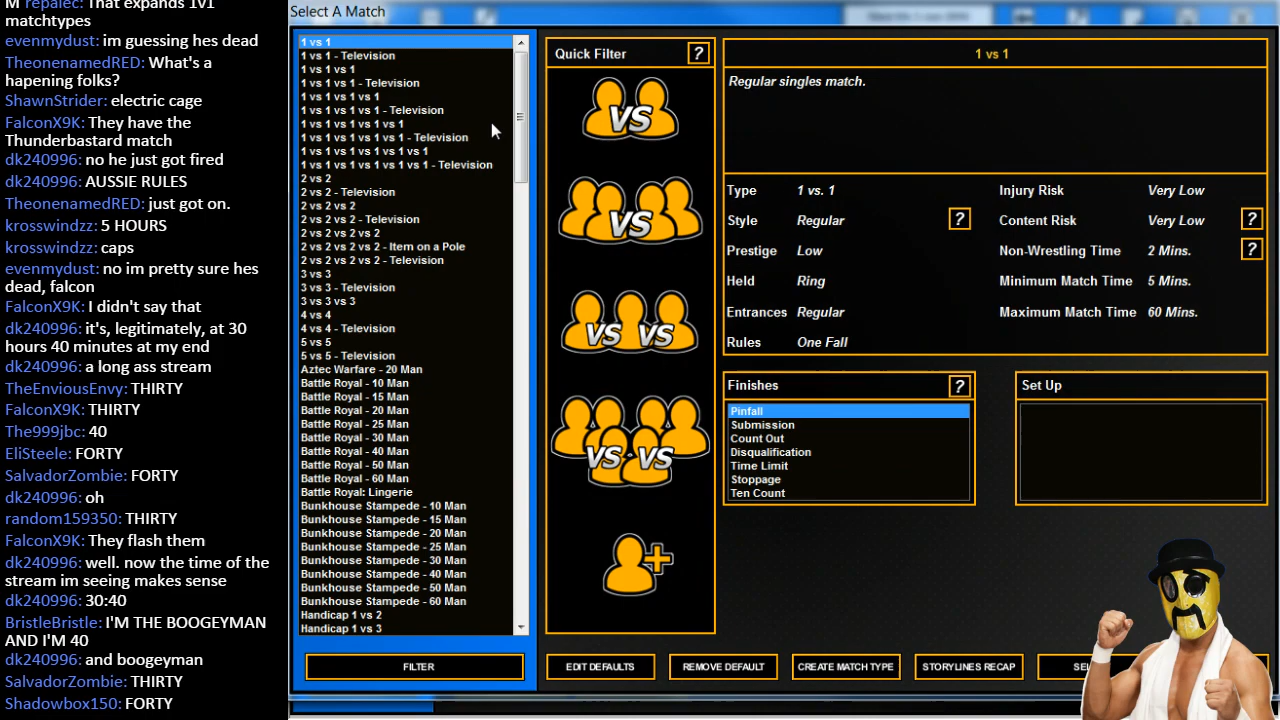 M repalec: That expands 1v1
matchtypes
evenmydust: im guessing hes dead
TheonenamedRED: What's a
hapening folks?
ShawnStrider: electric cage
FalconX9K: They have the
Thunderbastard match
dk240996: no he just got fired
dk240996: AUSSIE RULES
TheonenamedRED: just got on.
krosswindzz: 5 HOURS
krosswindzz: caps
evenmydust: no im pretty sure hes
dead, falcon
FalconX9K: I didn't say that
dk240996: it's, legitimately, at 30
hours 40 minutes at my end
dk240996: a long ass stream
TheEnviousEnvy: THIRTY
FalconX9K: THIRTY
The999jbc: 40
EliSteele: FORTY
SalvadorZombie: FORTY
dk240996: oh
random159350: THIRTY
FalconX9K: They flash them
dk240996: well. now the time of the
stream im seeing makes sense
dk240996: 30:40
BristleBristle: I'M THE BOOGEYMAN
AND I'M 40
dk240996: and boogeyman
SalvadorZombie: THIRTY
Shadowbox150: FORTY
Select A Match
1 vs 1
1 vs 1 - Television
1 vs 1 vs 1
1 vs 1 vs 1 - Television
1 vs 1 vs 1 vs 1
1 vs 1 vs 1 vs 1 - Television
1 vs 1 vs 1 vs 1 vs 1
1 vs 1 vs 1 vs 1 vs 1 - Television
1 vs 1 vs 1 vs 1 vs 1 vs 1
1 vs 1 vs 1 vs 1 vs 1 vs 1 - Television
2 vs 2
2 vs 2 - Television
2 vs 2 vs 2
2 vs 2 vs 2 - Television
2 vs 2 vs 2 vs 2
2 vs 2 vs 2 vs 2 - Item on a Pole
2 vs 2 vs 2 vs 2 - Television
3 vs 3
3 vs 3 - Television
3 vs 3 vs 3
4 vs 4
4 vs 4 - Television
5 vs 5
5 vs 5 - Television
Aztec Warfare - 20 Man
Battle Royal - 10 Man
Battle Royal - 15 Man
Battle Royal - 20 Man
Battle Royal - 25 Man
Battle Royal - 30 Man
Battle Royal - 40 Man
Battle Royal - 50 Man
Battle Royal - 60 Man
Battle Royal: Lingerie
Bunkhouse Stampede - 10 Man
Bunkhouse Stampede - 15 Man
Bunkhouse Stampede - 20 Man
Bunkhouse Stampede - 25 Man
Bunkhouse Stampede - 30 Man
Bunkhouse Stampede - 40 Man
Bunkhouse Stampede - 50 Man
Bunkhouse Stampede - 60 Man
Handicap 1 vs 2
Handicap 1 vs 3
FILTER
Quick Filter ?
VS
VS
VS VS
VS VS
1 vs 1
Regular singles match.
Type 1 vs. 1 Injury Risk Very Low
Style Regular ? Content Risk Very Low ?
Prestige Low Non-Wrestling Time 2 Mins. ?
Held Ring Minimum Match Time 5 Mins.
Entrances Regular Maximum Match Time 60 Mins.
Rules One Fall
Finishes ?
Pinfall
Submission
Count Out
Disqualification
Time Limit
Stoppage
Ten Count
Set Up
EDIT DEFAULTS REMOVE DEFAULT CREATE MATCH TYPE STORYLINES RECAP SEL